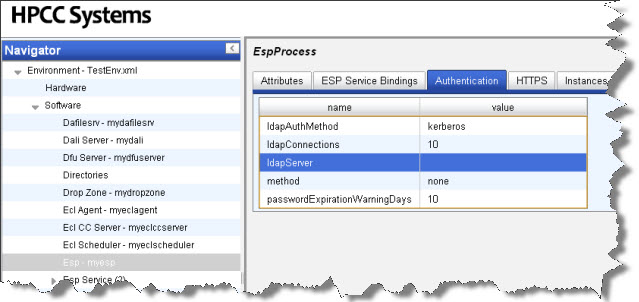 HPCC Systems
Navigator
Environment - TestEnv.xml
Hardware
Software
Dafilesrv - mydafilesrv
Dali Server - mydali
Dfu Server - mydfuserver
Directories
Drop Zone - mydropzone
Ecl Agent - myeclagent
Ecl CC Server - myeclccserver
Ecl Scheduler - myeclscheduler
Esp - myesp
Esp Service (2)
EspProcess
Attributes ESP Service Bindings Authentication HTTPS Instances
name value
ldapAuthMethod kerberos
ldapConnections 10
ldapServer
method none
passwordExpirationWarningDays 10